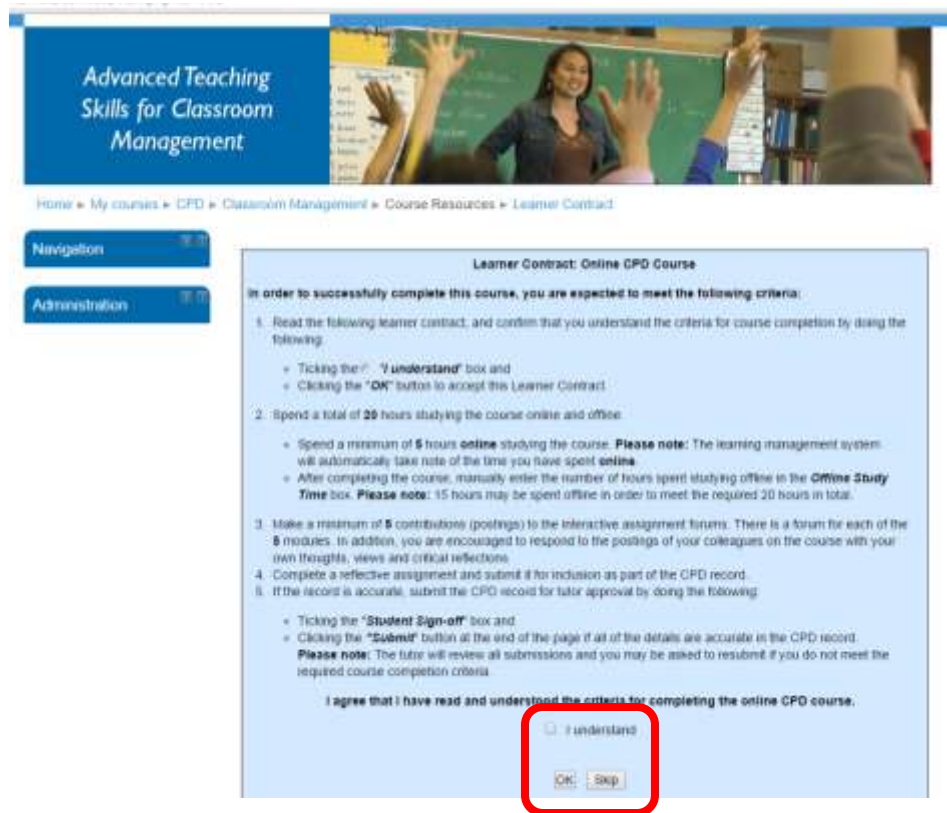 Advanced Teaching
Skills for Classroom
Management
Home ► My courses ► CPD ► Classroom Management ► Course Resources ► Learner Contract
Navigation
Administration
Learner Contract: Online CPD Course
In order to successfully complete this course, you are expected to meet the following criteria:
1. Read the following learner contract, and confirm that you understand the criteria for course completion by doing the
following:
Ticking the "I understand" box and
Clicking the "OK" button to accept this Learner Contract
2. Spend a total of 20 hours studying the course online and offline.
Spend a minimum of 5 hours online studying the course. Please note: The learning management system
will automatically take note of the time you have spent online.
After completing the course, manually enter the number of hours spent studying offline in the Offline Study
Time box. Please note: 15 hours may be spent offline in order to meet the required 20 hours in total.
3. Make a minimum of 5 contributions (postings) to the interactive assignment forums. There is a forum for each of the
5 modules. In addition, you are encouraged to respond to the postings of your colleagues on the course with your
own thoughts, views and critical reflections.
4. Complete a reflective assignment and submit it for inclusion as part of the CPD record.
5. If the record is accurate, submit the CPD record for tutor approval by doing the following:
Ticking the "Student Sign-off" box and
Clicking the "Submit" button at the end of the page if all of the details are accurate in the CPD record.
Please note: The tutor will review all submissions and you may be asked to resubmit if you do not meet the
required course completion criteria.
I agree that I have read and understood the criteria for completing the online CPD course.
I understand
OK Skip